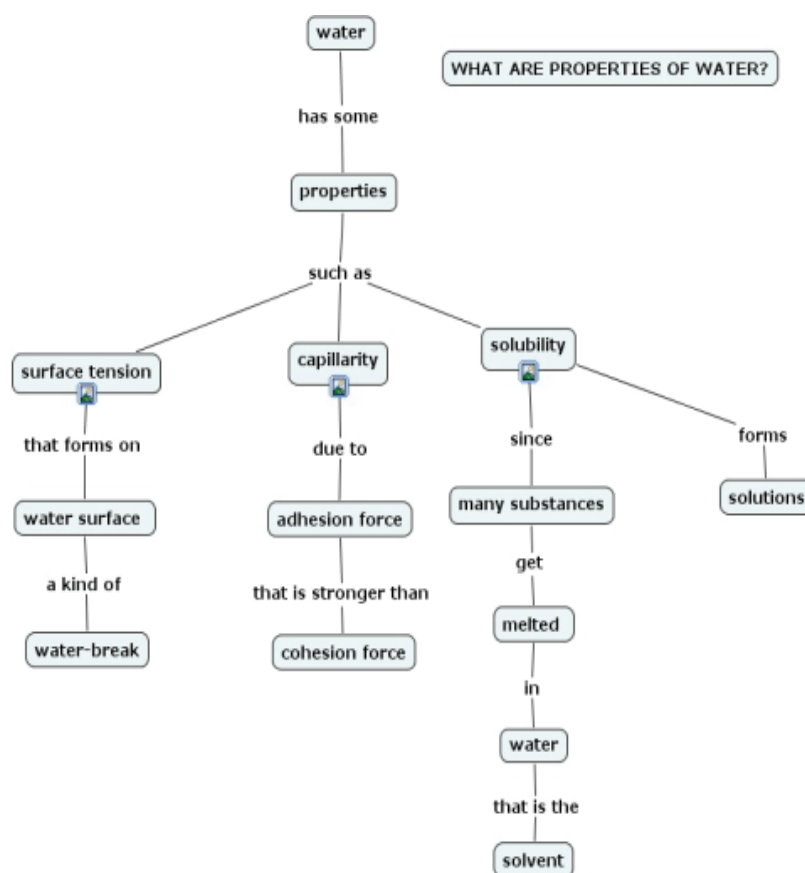 water
WHAT ARE PROPERTIES OF WATER?
has some
properties
such as
surface tension
capillarity
solubility
that forms on
due to
since
forms
water surface
adhesion force
many substances
solutions
a kind of
that is stronger than
get
water-break
cohesion force
melted
in
water
that is the
solvent